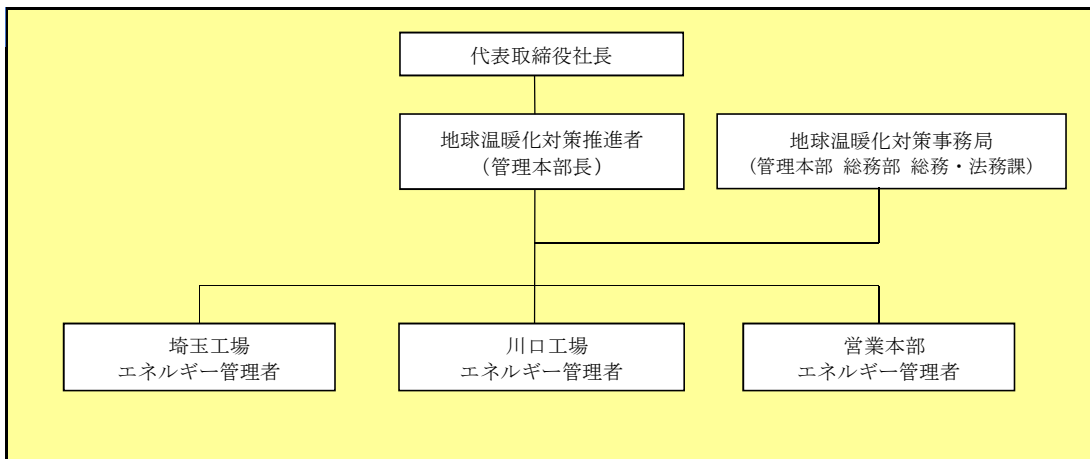 代表取締役社長
地球温暖化対策推進者
（管理本部長）
地球温暖化対策事務局
（管理本部 総務部 総務・法務課）
埼玉工場
エネルギー管理者
川口工場
エネルギー管理者
営業本部
エネルギー管理者